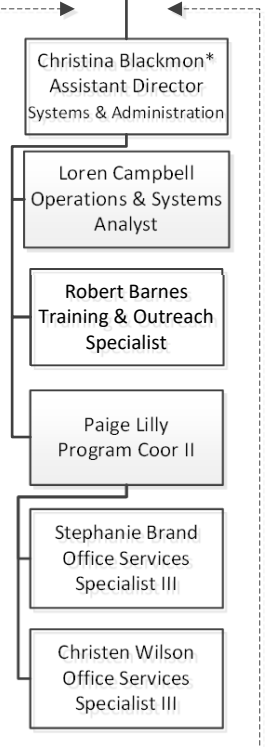 Christina Blackmon*
Assistant Director
Systems & Administration
Loren Campbell
Operations & Systems
Analyst
Robert Barnes
Training & Outreach
Specialist
Paige Lilly
Program Coor II
Stephanie Brand
Office Services
Specialist III
Christen Wilson
Office Services
Specialist III